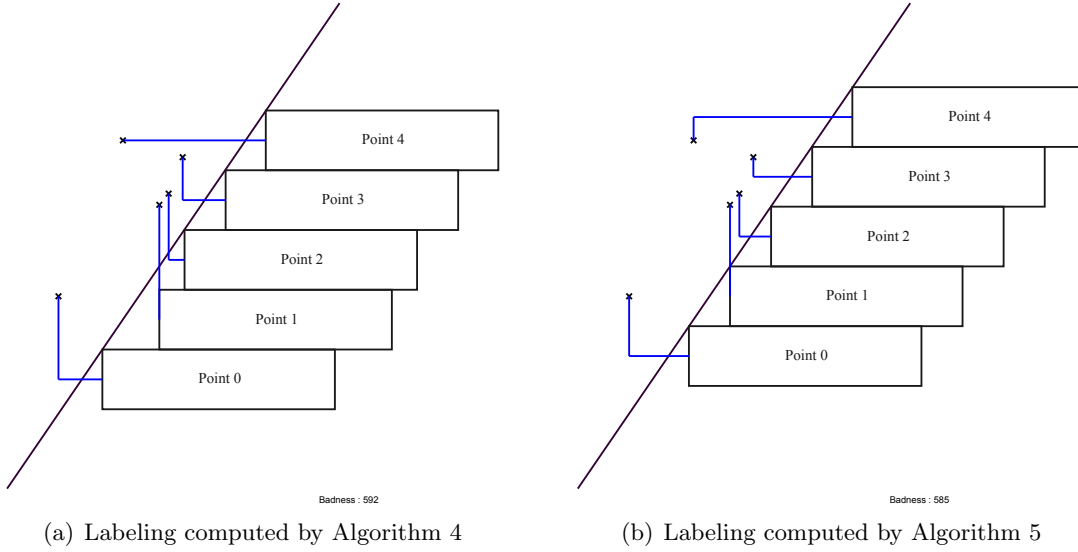 Point 4
Point 3
Point 2
Point 1
Point 0
Badness : 592
(a) Labeling computed by Algorithm 4
Point 4
Point 3
Point 2
Point 1
Point 0
Badness : 585
(b) Labeling computed by Algorithm 5